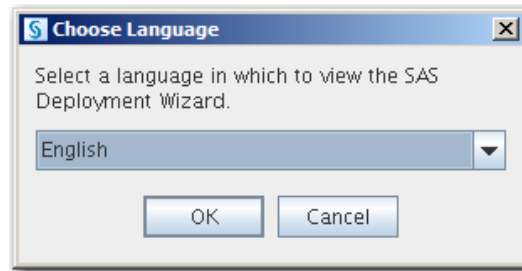 Choose Language
Select a language in which to view the SAS
Deployment Wizard.
English
OK Cancel